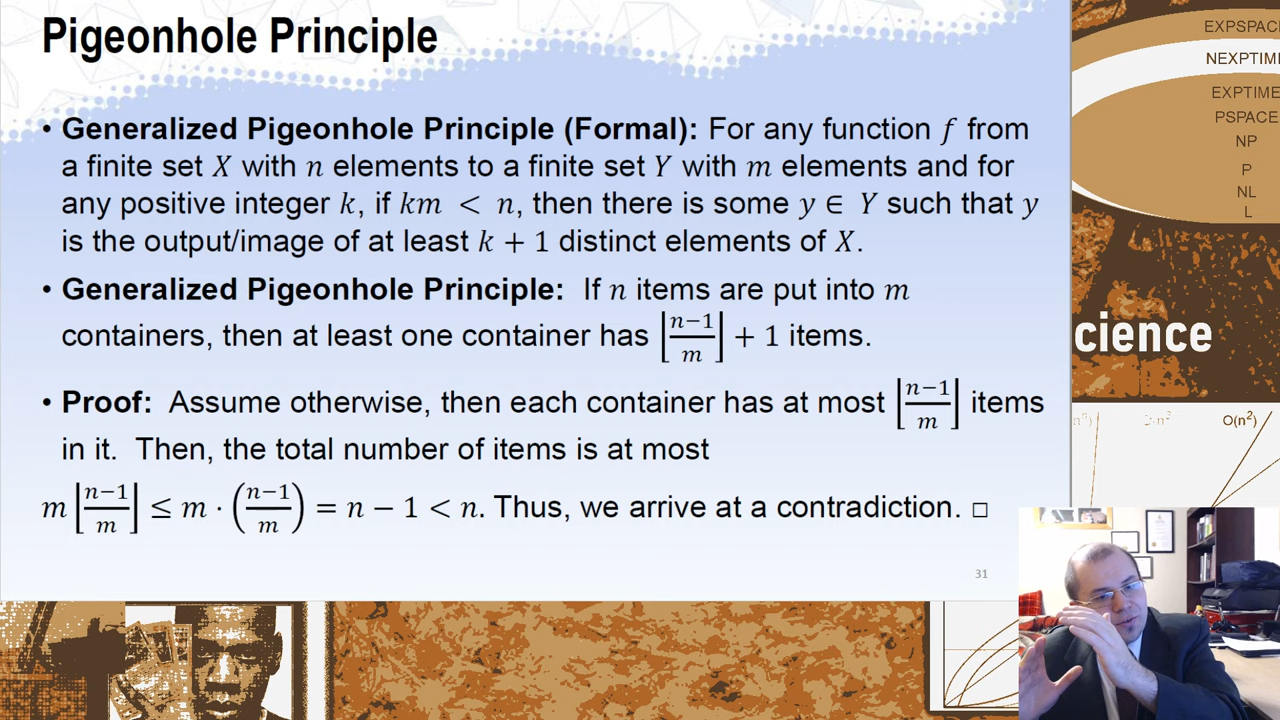 Pigeonhole Principle
• Generalized Pigeonhole Principle (Formal): For any function f from
a finite set X with n elements to a finite set Y with m elements and for
any positive integer k, if km < n, then there is some y ∈ Y such that y
is the output/image of at least k + 1 distinct elements of X.
• Generalized Pigeonhole Principle: If n items are put into m
containers, then at least one container has ⌊(n−1)/m⌋ + 1 items.
• Proof: Assume otherwise, then each container has at most ⌊(n−1)/m⌋ items
in it. Then, the total number of items is at most
m ⌊(n−1)/m⌋ ≤ m · ((n−1)/m) = n − 1 < n. Thus, we arrive at a contradiction. □
31
EXPSPAC
NEXPTIME
EXPTIME
PSPACE
NP
P
NL
L
cience
O(n²)